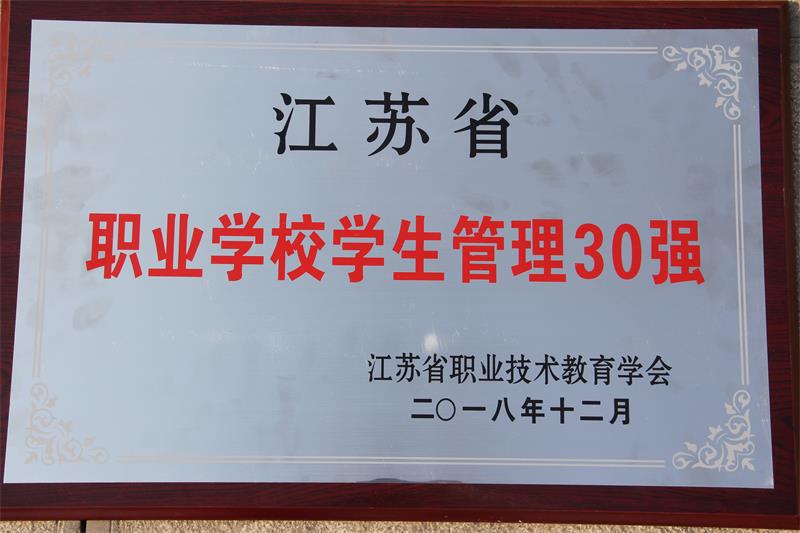 江苏省
职业学校学生管理30强
江苏省职业技术教育学会
二〇一八年十二月